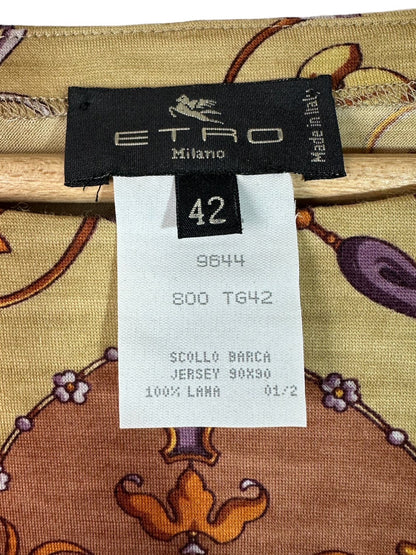 ETRO
Milano
Made in Italy
42
9644
800 TG42
SCOLLO BARCA
JERSEY 90X90
100% LANA 01/2